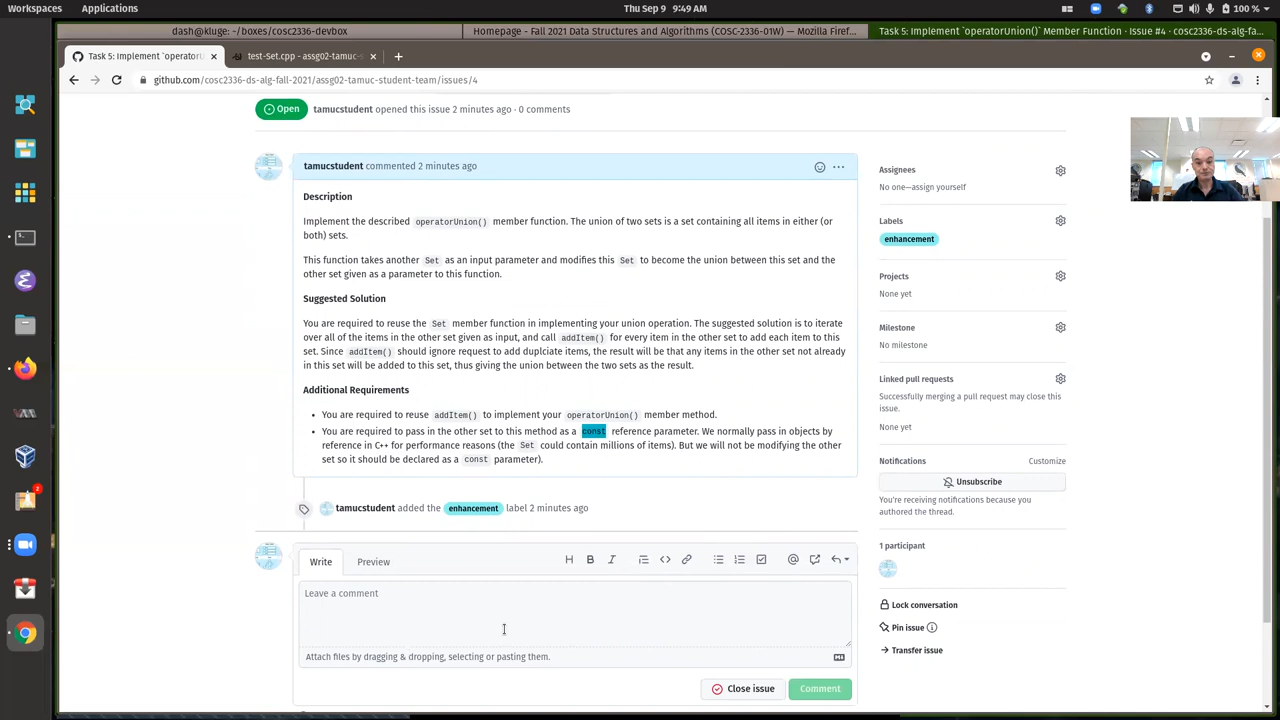 Workspaces
Applications
Thu Sep 9 9:49 AM
100 %
dash@kluge: ~/boxes/cosc2336-devbox
Homepage - Fall 2021 Data Structures and Algorithms (COSC-2336-01W) — Mozilla Firef...
Task 5: Implement `operatorUnion()` Member Function · Issue #4 · cosc2336-ds-alg-fa...
Task 5: Implement `operatorU
test-Set.cpp - assg02-tamuc-s
github.com/cosc2336-ds-alg-fall-2021/assg02-tamuc-student-team/issues/4
Open
tamucstudent opened this issue 2 minutes ago · 0 comments
tamucstudent commented 2 minutes ago
Description
Implement the described operatorUnion() member function. The union of two sets is a set containing all items in either (or
both) sets.
This function takes another Set as an input parameter and modifies this Set to become the union between this set and the
other set given as a parameter to this function.
Suggested Solution
You are required to reuse the Set member function in implementing your union operation. The suggested solution is to iterate
over all of the items in the other set given as input, and call addItem() for every item in the other set to add each item to this
set. Since addItem() should ignore request to add duplciate items, the result will be that any items in the other set not already
in this set will be added to this set, thus giving the union between the two sets as the result.
Additional Requirements
• You are required to reuse addItem() to implement your operatorUnion() member method.
• You are required to pass in the other set to this method as a const reference parameter. We normally pass in objects by
reference in C++ for performance reasons (the Set could contain millions of items). But we will not be modifying the other
set so it should be declared as a const parameter).
tamucstudent added the enhancement label 2 minutes ago
Write
Preview
Leave a comment
Attach files by dragging & dropping, selecting or pasting them.
Close issue
Comment
Assignees
No one—assign yourself
Labels
enhancement
Projects
None yet
Milestone
No milestone
Linked pull requests
Successfully merging a pull request may close this
issue.
None yet
Notifications
Customize
Unsubscribe
You're receiving notifications because you
authored the thread.
1 participant
Lock conversation
Pin issue
Transfer issue
2